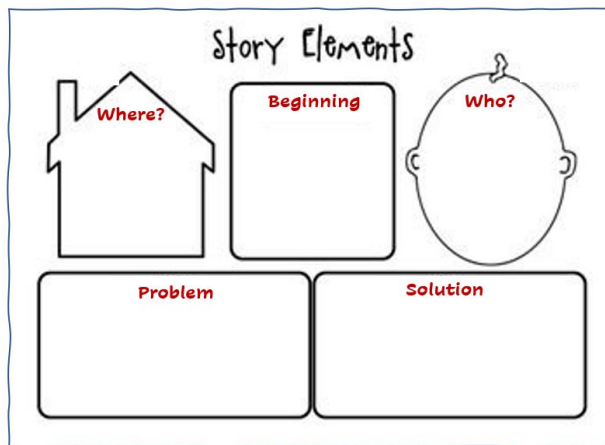 Story Elements
Where?
Beginning
Who?
Problem
Solution